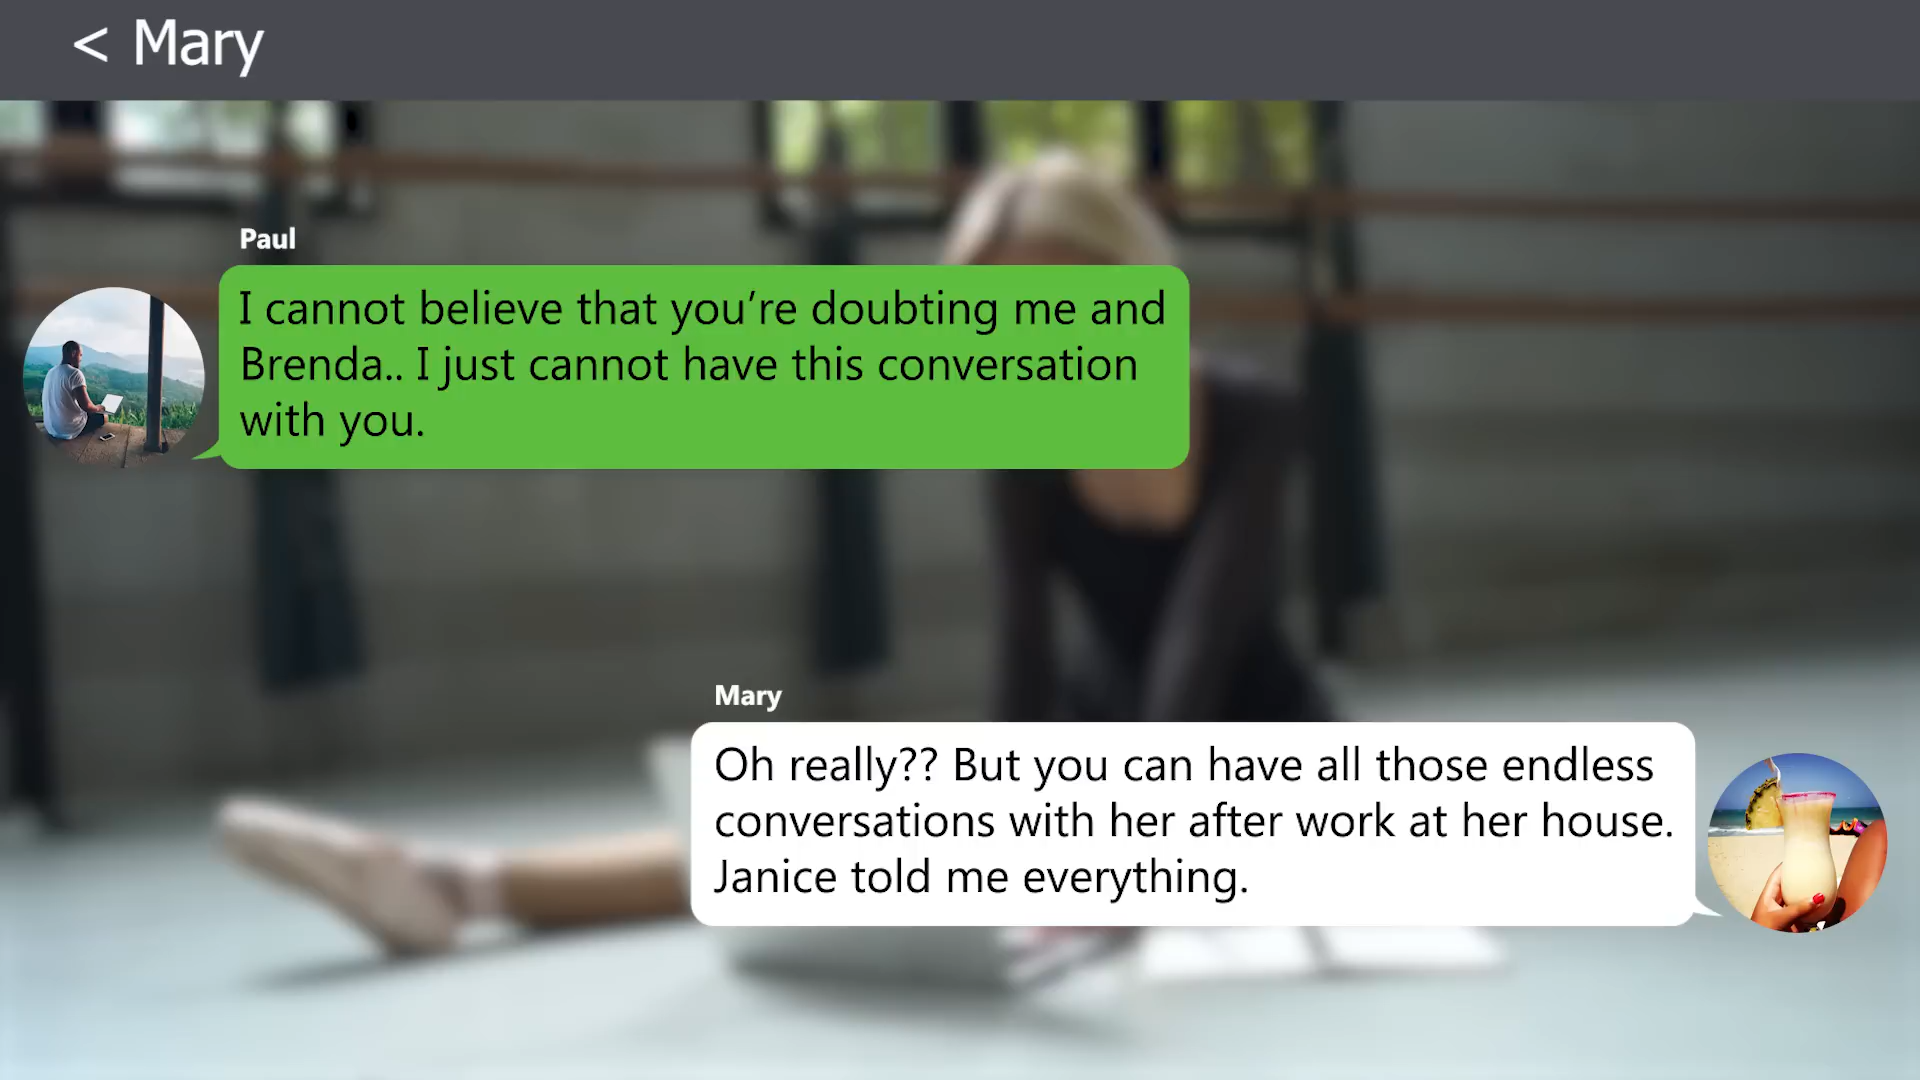 < Mary
Paul
I cannot believe that you’re doubting me and
Brenda.. I just cannot have this conversation
with you.
Mary
Oh really?? But you can have all those endless
conversations with her after work at her house.
Janice told me everything.